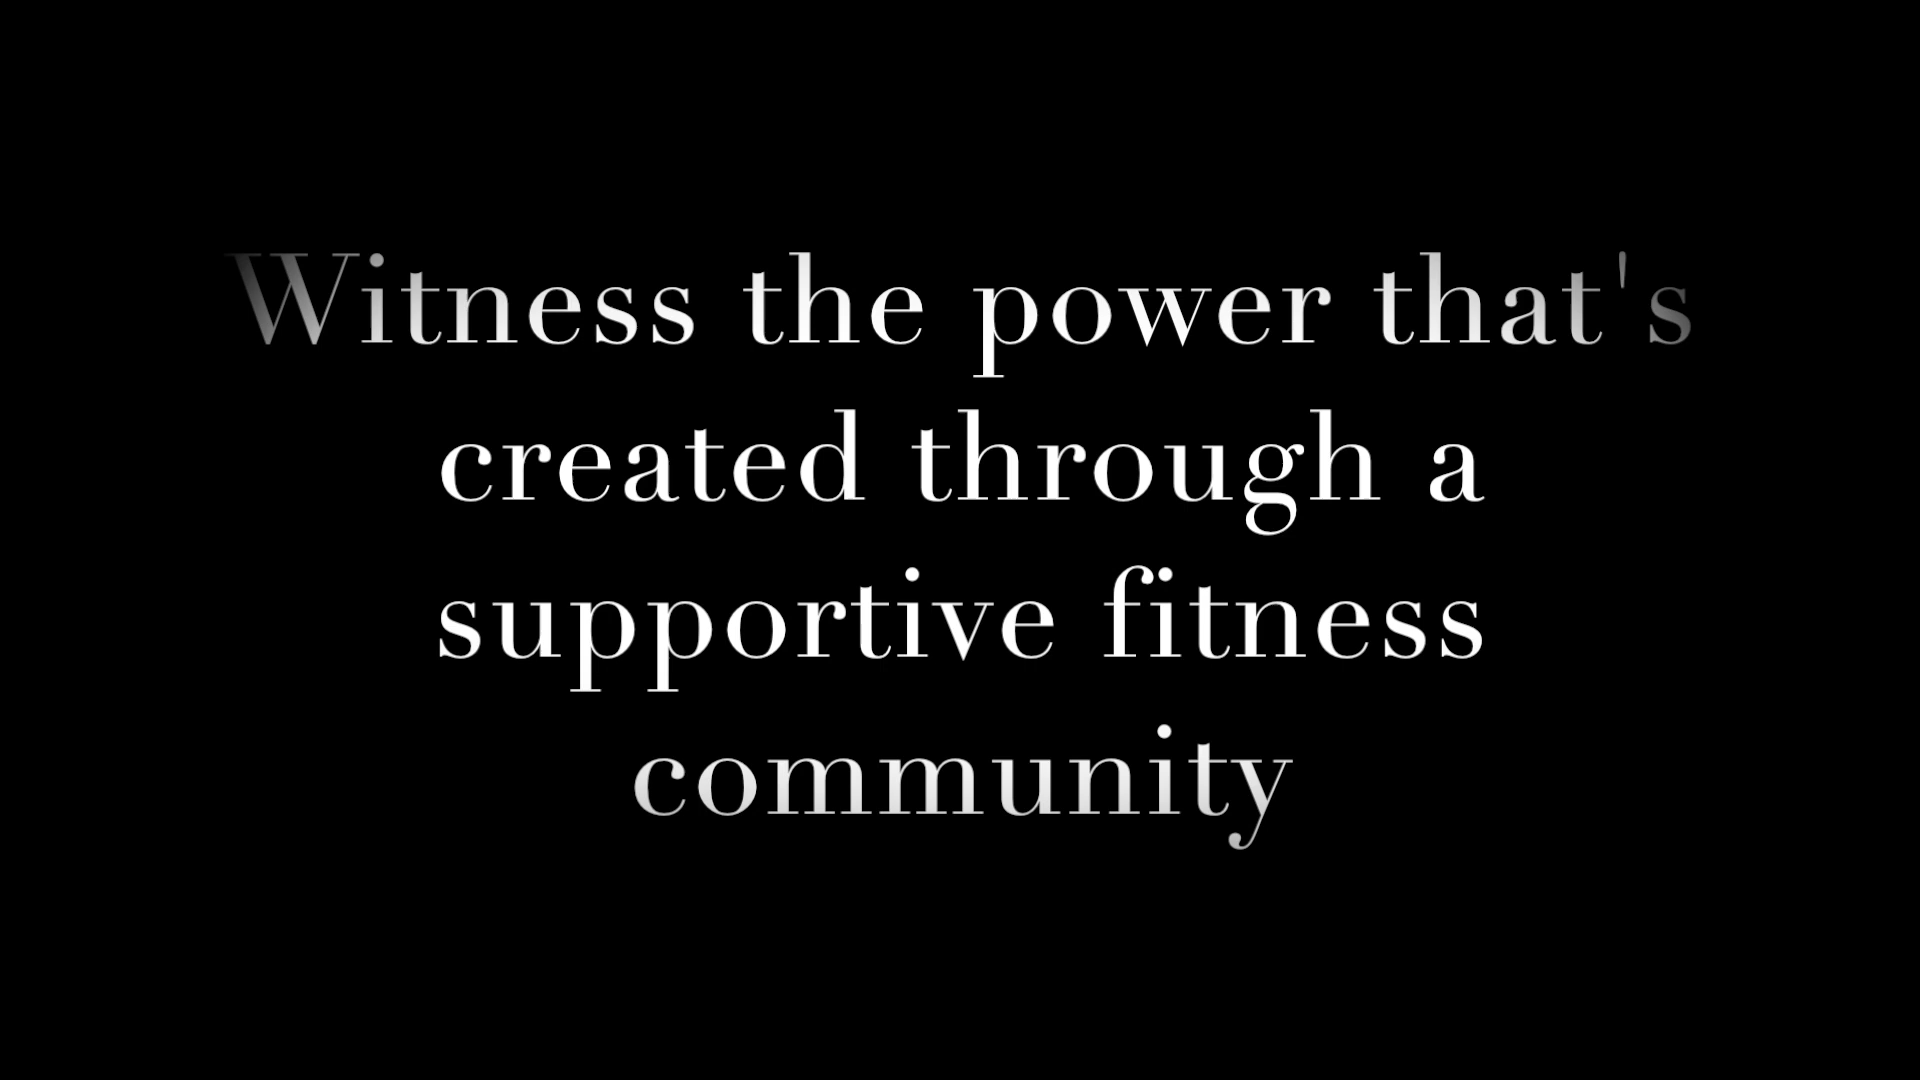 Witness the power that's
created through a
supportive fitness
community